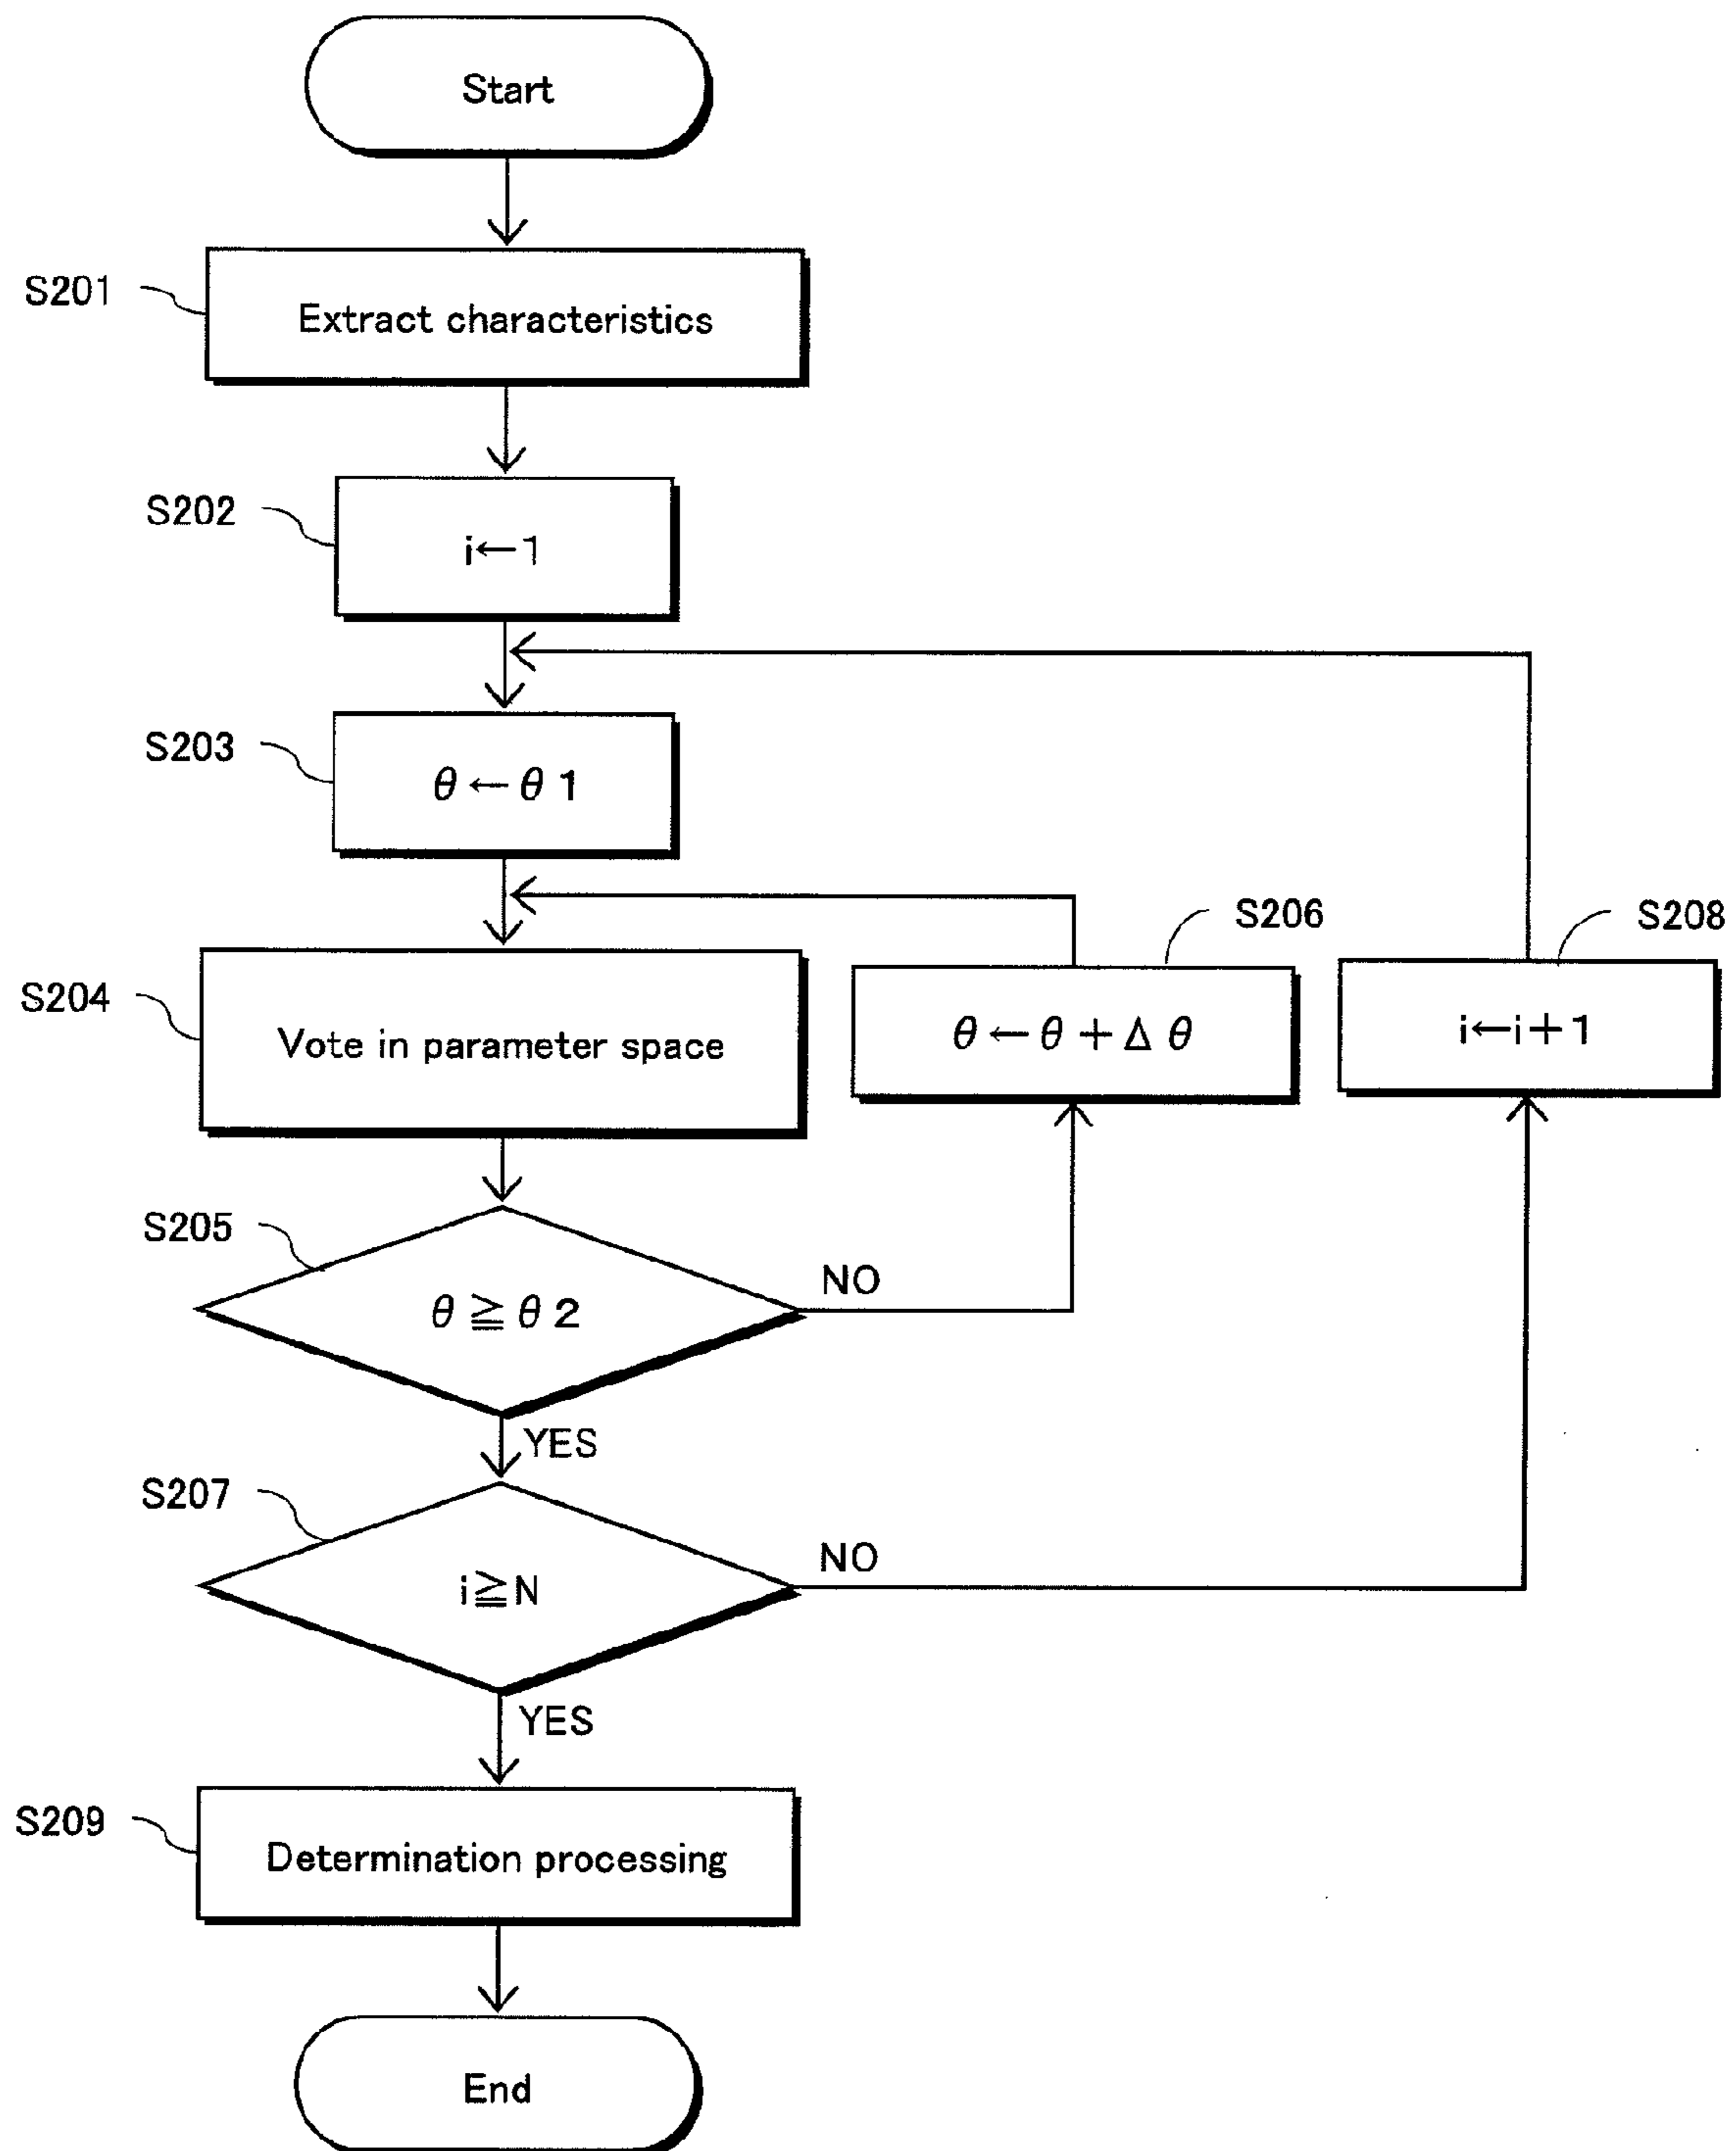 Start
S201
Extract characteristics
S202
i←1
S203
θ←θ1
S204
Vote in parameter space
S206
θ←θ+Δθ
S208
i←i+1
S205
θ≧θ2
NO
YES
S207
i≧N
NO
YES
S209
Determination processing
End